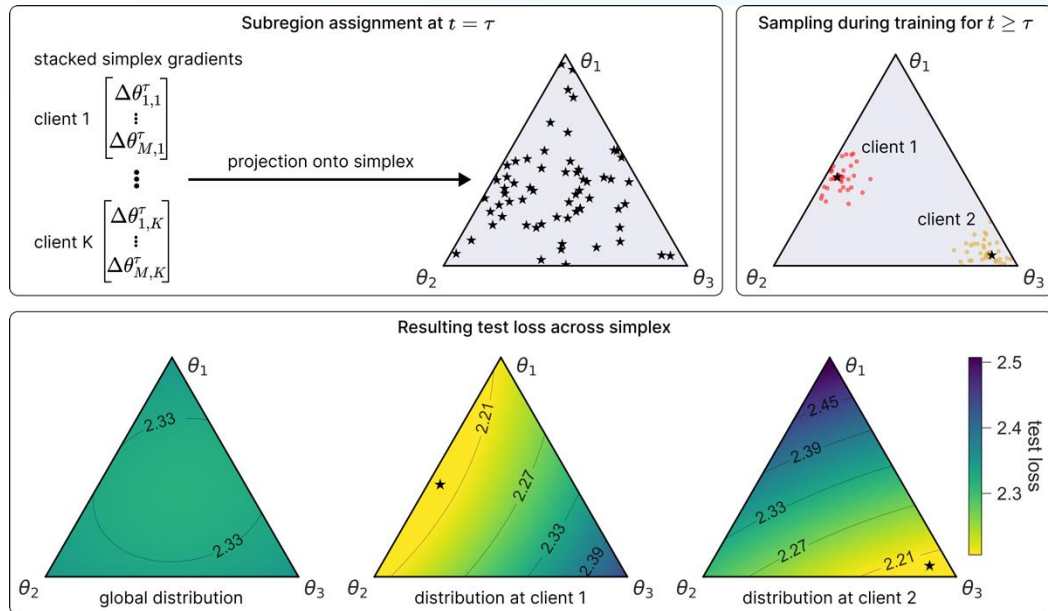 Subregion assignment at t = τ
stacked simplex gradients
client 1
Δθ^τ_{1,1}
⋮
Δθ^τ_{M,1}
⋮
client K
Δθ^τ_{1,K}
⋮
Δθ^τ_{M,K}
projection onto simplex
θ₁
θ₂
θ₃
Sampling during training for t ≥ τ
θ₁
client 1
client 2
θ₂
θ₃
Resulting test loss across simplex
θ₁
2.33
2.33
θ₂
θ₃
global distribution
θ₁
2.21
2.27
2.33
2.39
θ₂
θ₃
distribution at client 1
θ₁
2.45
2.39
2.33
2.27
2.21
θ₂
θ₃
distribution at client 2
2.5
2.4
2.3
test loss